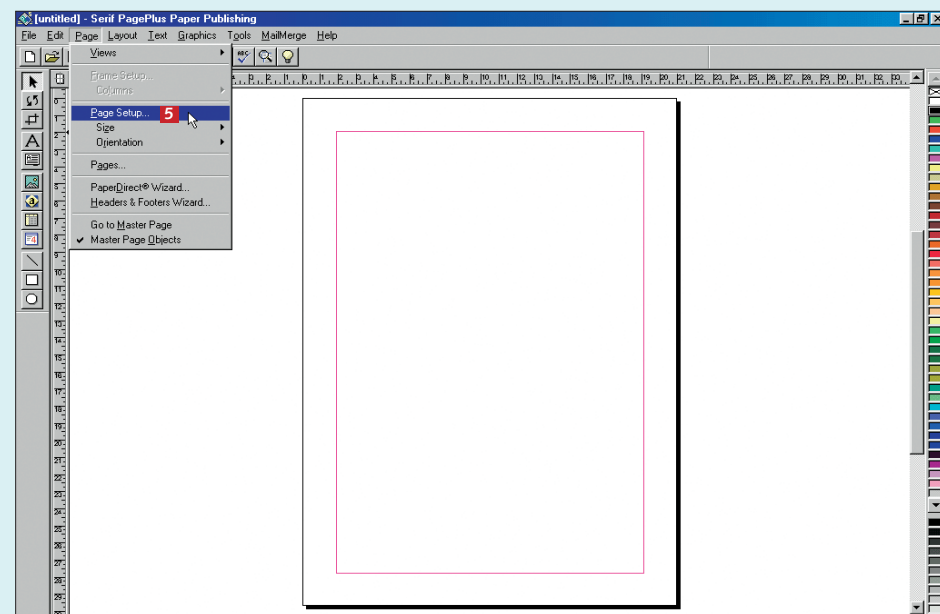 [untitled] - Serif PagePlus Paper Publishing
File Edit Page Layout Text Graphics Tools MailMerge Help
Views
Frame Setup...
Columns
Page Setup... 5
Size
Orientation
Pages...
PaperDirect® Wizard...
Headers & Footers Wizard...
Go to Master Page
Master Page Objects